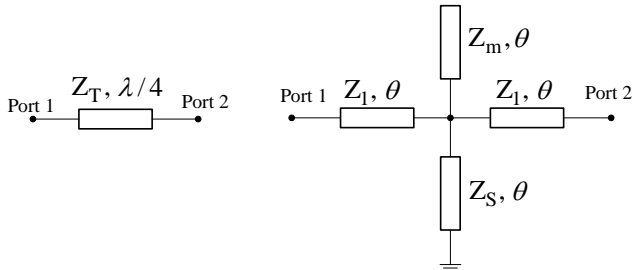 Z_m, θ
Z_T, λ/4
Port 1
Port 2
Port 1
Z_1, θ
Z_1, θ
Port 2
Z_S, θ